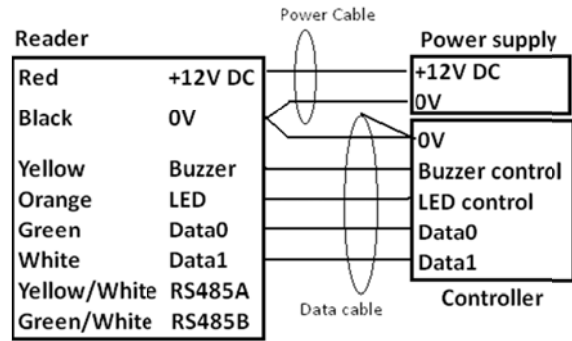 Power Cable
Reader
Power supply
Red +12V DC
+12V DC
Black 0V
0V
0V
Yellow Buzzer
Buzzer control
Orange LED
LED control
Green Data0
Data0
White Data1
Data1
Yellow/White RS485A
Green/White RS485B
Data cable
Controller